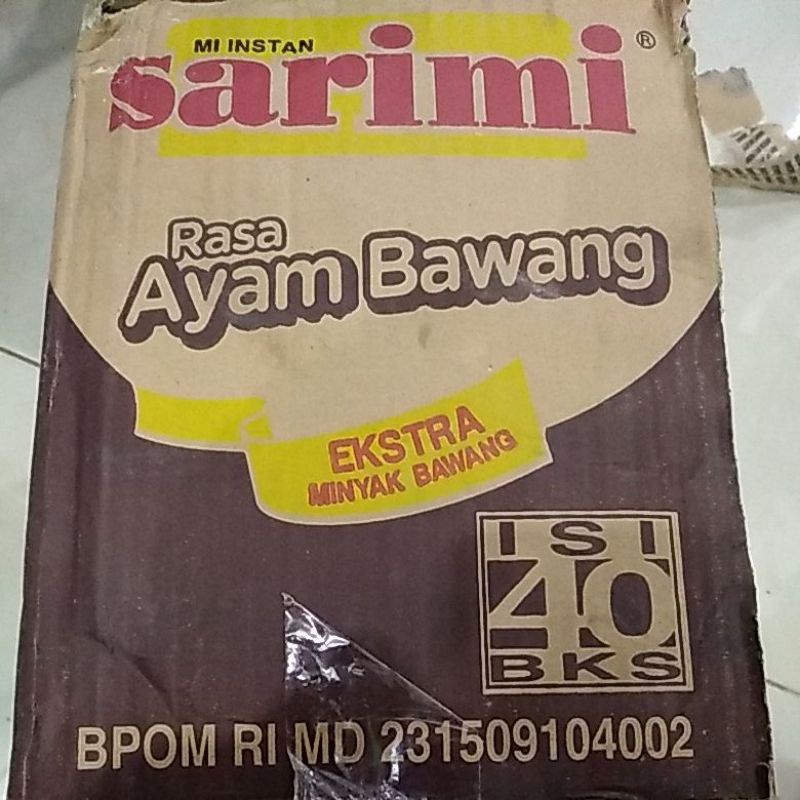 MI INSTAN
sarimi®
Rasa
Ayam Bawang
EKSTRA
MINYAK BAWANG
ISI
40
BKS
BPOM RI MD 231509104002